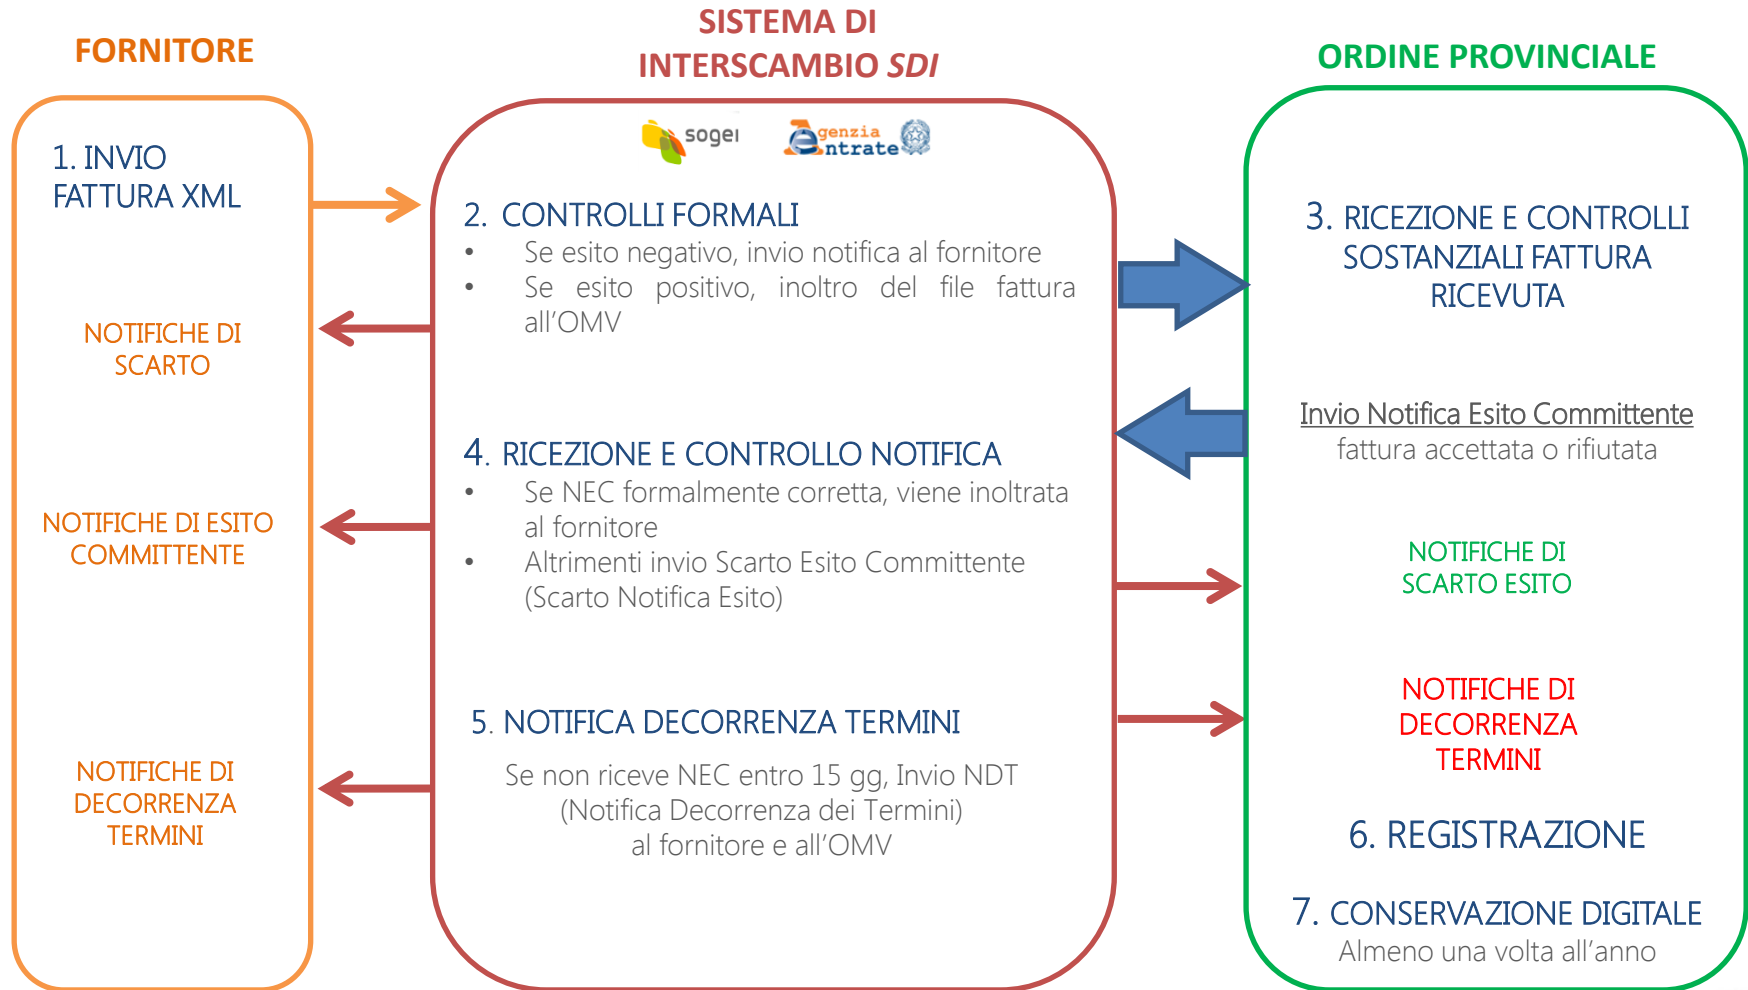 FORNITORE
1. INVIO
FATTURA XML
NOTIFICHE DI
SCARTO
NOTIFICHE DI ESITO
COMMITTENTE
NOTIFICHE DI
DECORRENZA
TERMINI
SISTEMA DI
INTERSCAMBIO SDI
sogei
Agenzia
Entrate
2. CONTROLLI FORMALI
• Se esito negativo, invio notifica al fornitore
• Se esito positivo, inoltro del file fattura
all’OMV
4. RICEZIONE E CONTROLLO NOTIFICA
• Se NEC formalmente corretta, viene inoltrata
al fornitore
• Altrimenti invio Scarto Esito Committente
(Scarto Notifica Esito)
5. NOTIFICA DECORRENZA TERMINI
Se non riceve NEC entro 15 gg, Invio NDT
(Notifica Decorrenza dei Termini)
al fornitore e all’OMV
ORDINE PROVINCIALE
3. RICEZIONE E CONTROLLI
SOSTANZIALI FATTURA
RICEVUTA
Invio Notifica Esito Committente
fattura accettata o rifiutata
NOTIFICHE DI
SCARTO ESITO
NOTIFICHE DI
DECORRENZA
TERMINI
6. REGISTRAZIONE
7. CONSERVAZIONE DIGITALE
Almeno una volta all’anno